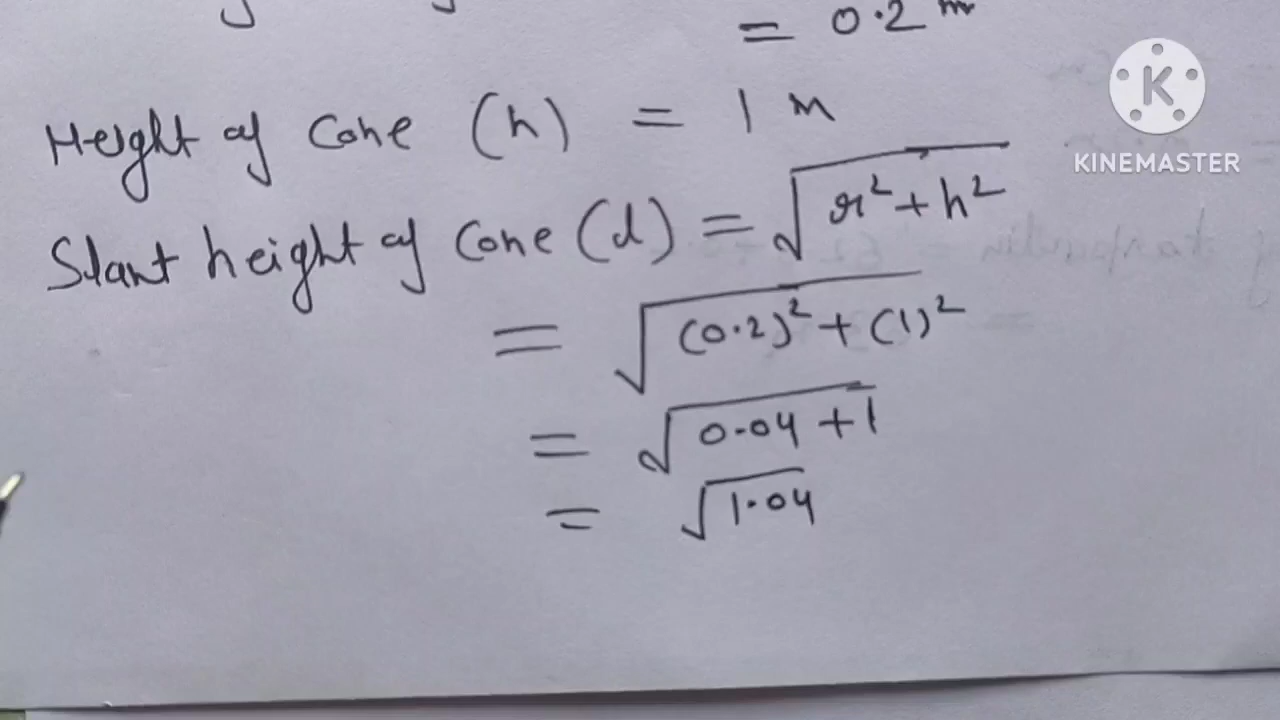 = 0.2 m
Height of Cone (h) = 1 m
KINEMASTER
Slant height of Cone (l) = √r²+h²
= √(0.2)²+(1)²
= √0.04+1
= √1.04